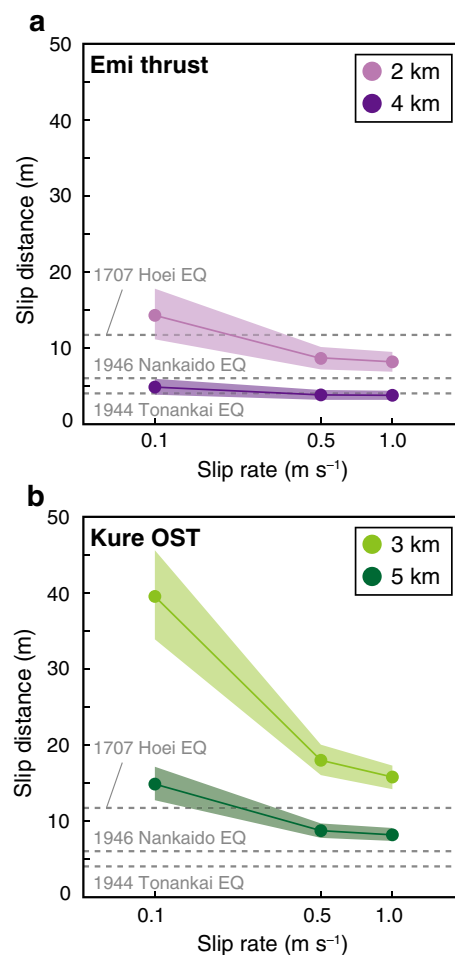 a
Emi thrust
2 km
4 km
50
40
30
20
10
0
Slip distance (m)
1707 Hoei EQ
1946 Nankaido EQ
1944 Tonankai EQ
0.1
0.5
1.0
Slip rate (m s⁻¹)
b
Kure OST
3 km
5 km
50
40
30
20
10
0
Slip distance (m)
1707 Hoei EQ
1946 Nankaido EQ
1944 Tonankai EQ
0.1
0.5
1.0
Slip rate (m s⁻¹)